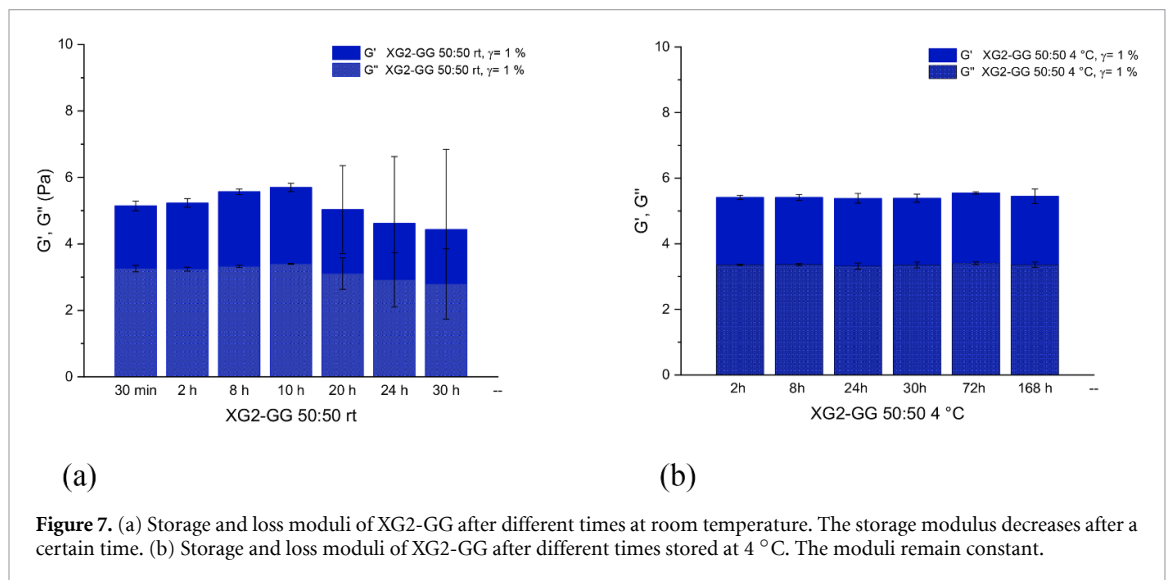 10
8
6
4
2
0
G', G" (Pa)
G' XG2-GG 50:50 rt, γ= 1 %
G" XG2-GG 50:50 rt, γ= 1 %
30 min 2 h 8 h 10 h 20 h 24 h 30 h --
XG2-GG 50:50 rt
(a)
10
8
6
4
2
0
G', G"
G' XG2-GG 50:50 4 °C, γ= 1 %
G" XG2-GG 50:50 4 °C, γ= 1 %
2h 8h 24h 30h 72h 168 h --
XG2-GG 50:50 4 °C
(b)
Figure 7. (a) Storage and loss moduli of XG2-GG after different times at room temperature. The storage modulus decreases after a
certain time. (b) Storage and loss moduli of XG2-GG after different times stored at 4 °C. The moduli remain constant.